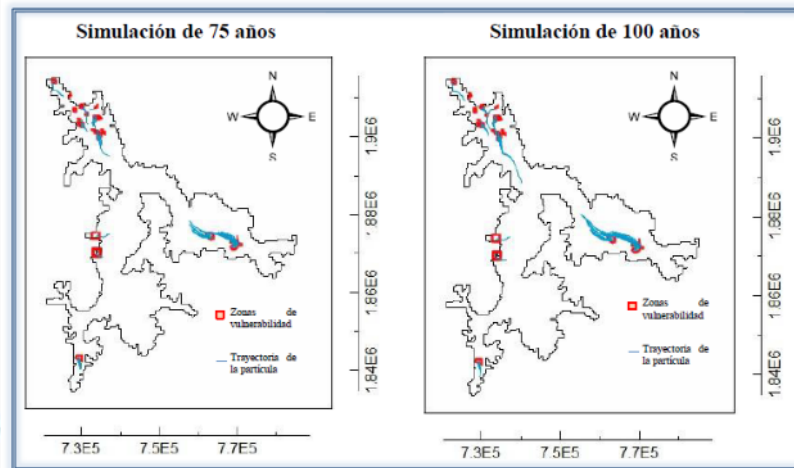 Simulación de 75 años
N
W
E
S
Zonas de
vulnerabilidad
Trayectoria de
la partícula
1.9E6
1.88E6
1.86E6
1.84E6
7.3E5
7.5E5
7.7E5
Simulación de 100 años
N
W
E
S
Zonas de
vulnerabilidad
Trayectoria de
la partícula
1.9E6
1.88E6
1.86E6
1.84E6
7.3E5
7.5E5
7.7E5